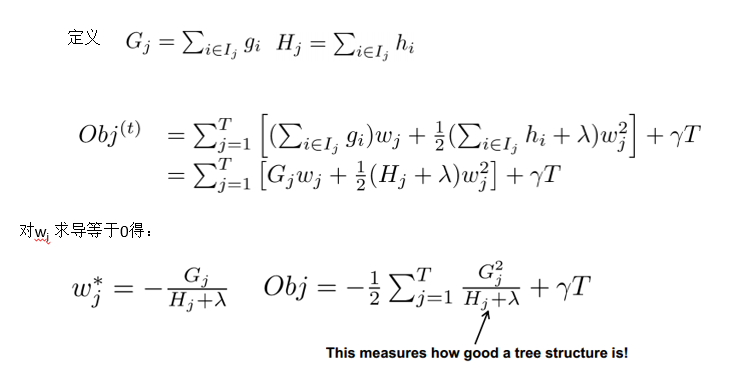 定义 $G_j = \sum_{i \in I_j} g_i \quad H_j = \sum_{i \in I_j} h_i$
$Obj^{(t)} = \sum_{j=1}^{T} \left[ (\sum_{i \in I_j} g_i) w_j + \frac{1}{2} (\sum_{i \in I_j} h_i + \lambda) w_j^2 \right] + \gamma T$
$= \sum_{j=1}^{T} \left[ G_j w_j + \frac{1}{2} (H_j + \lambda) w_j^2 \right] + \gamma T$
对wj 求导等于0得：
$w_j^* = -\frac{G_j}{H_j + \lambda} \quad Obj = -\frac{1}{2} \sum_{j=1}^{T} \frac{G_j^2}{H_j + \lambda} + \gamma T$
This measures how good a tree structure is!